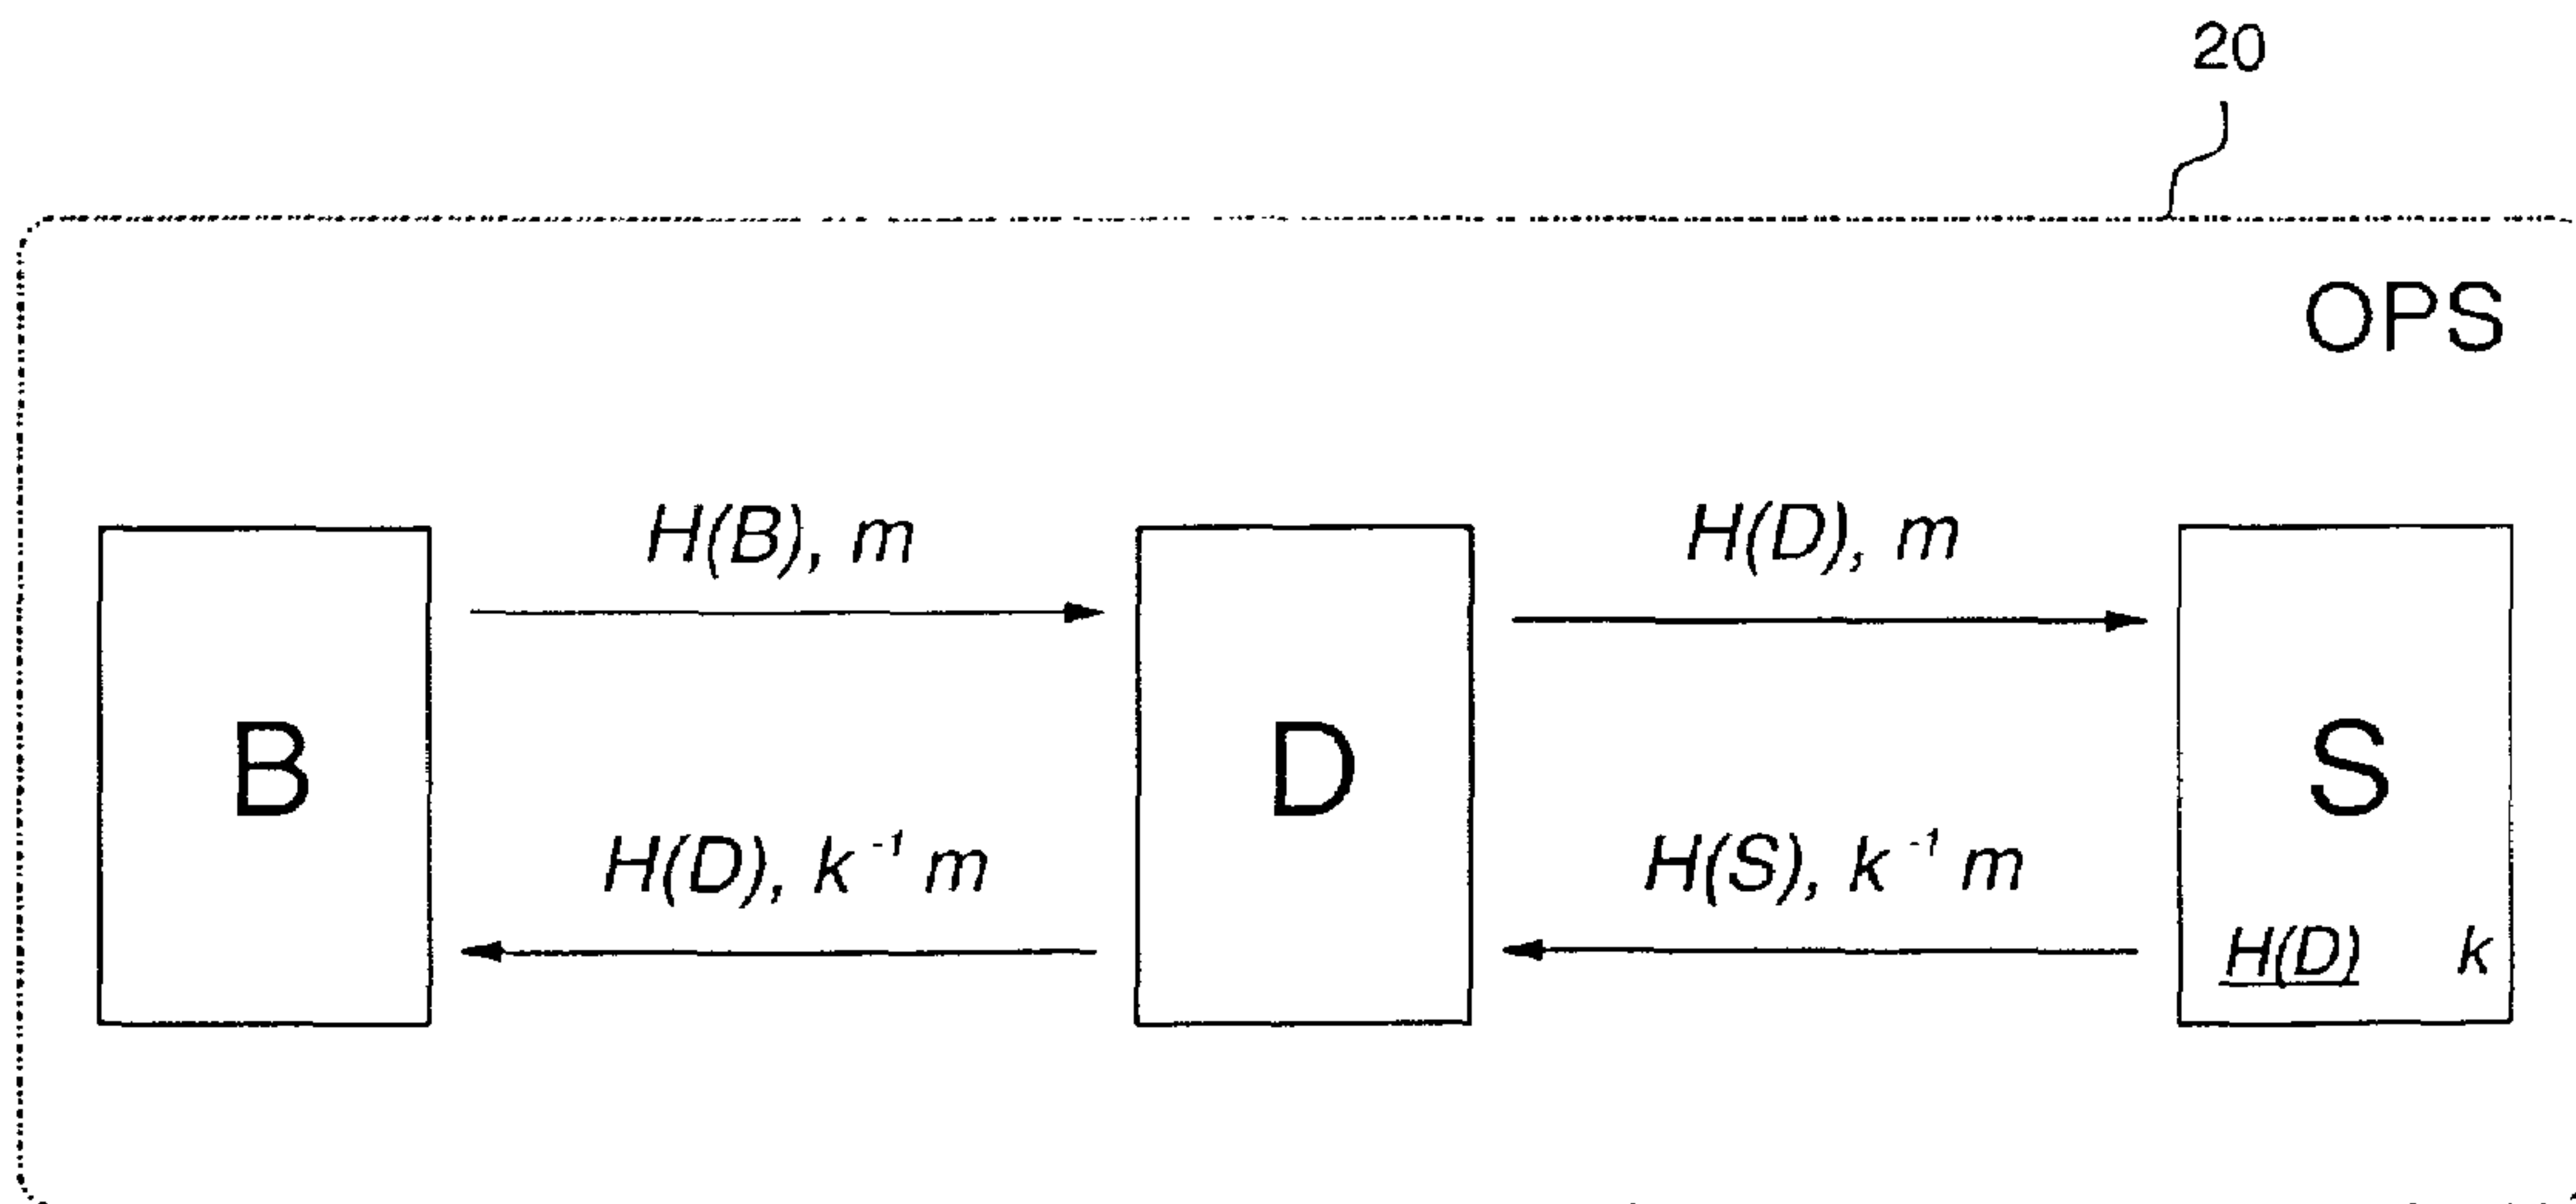 20
OPS
H(B), m
H(D), m
B
D
S
H(D), k⁻¹ m
H(S), k⁻¹ m
H(D) k